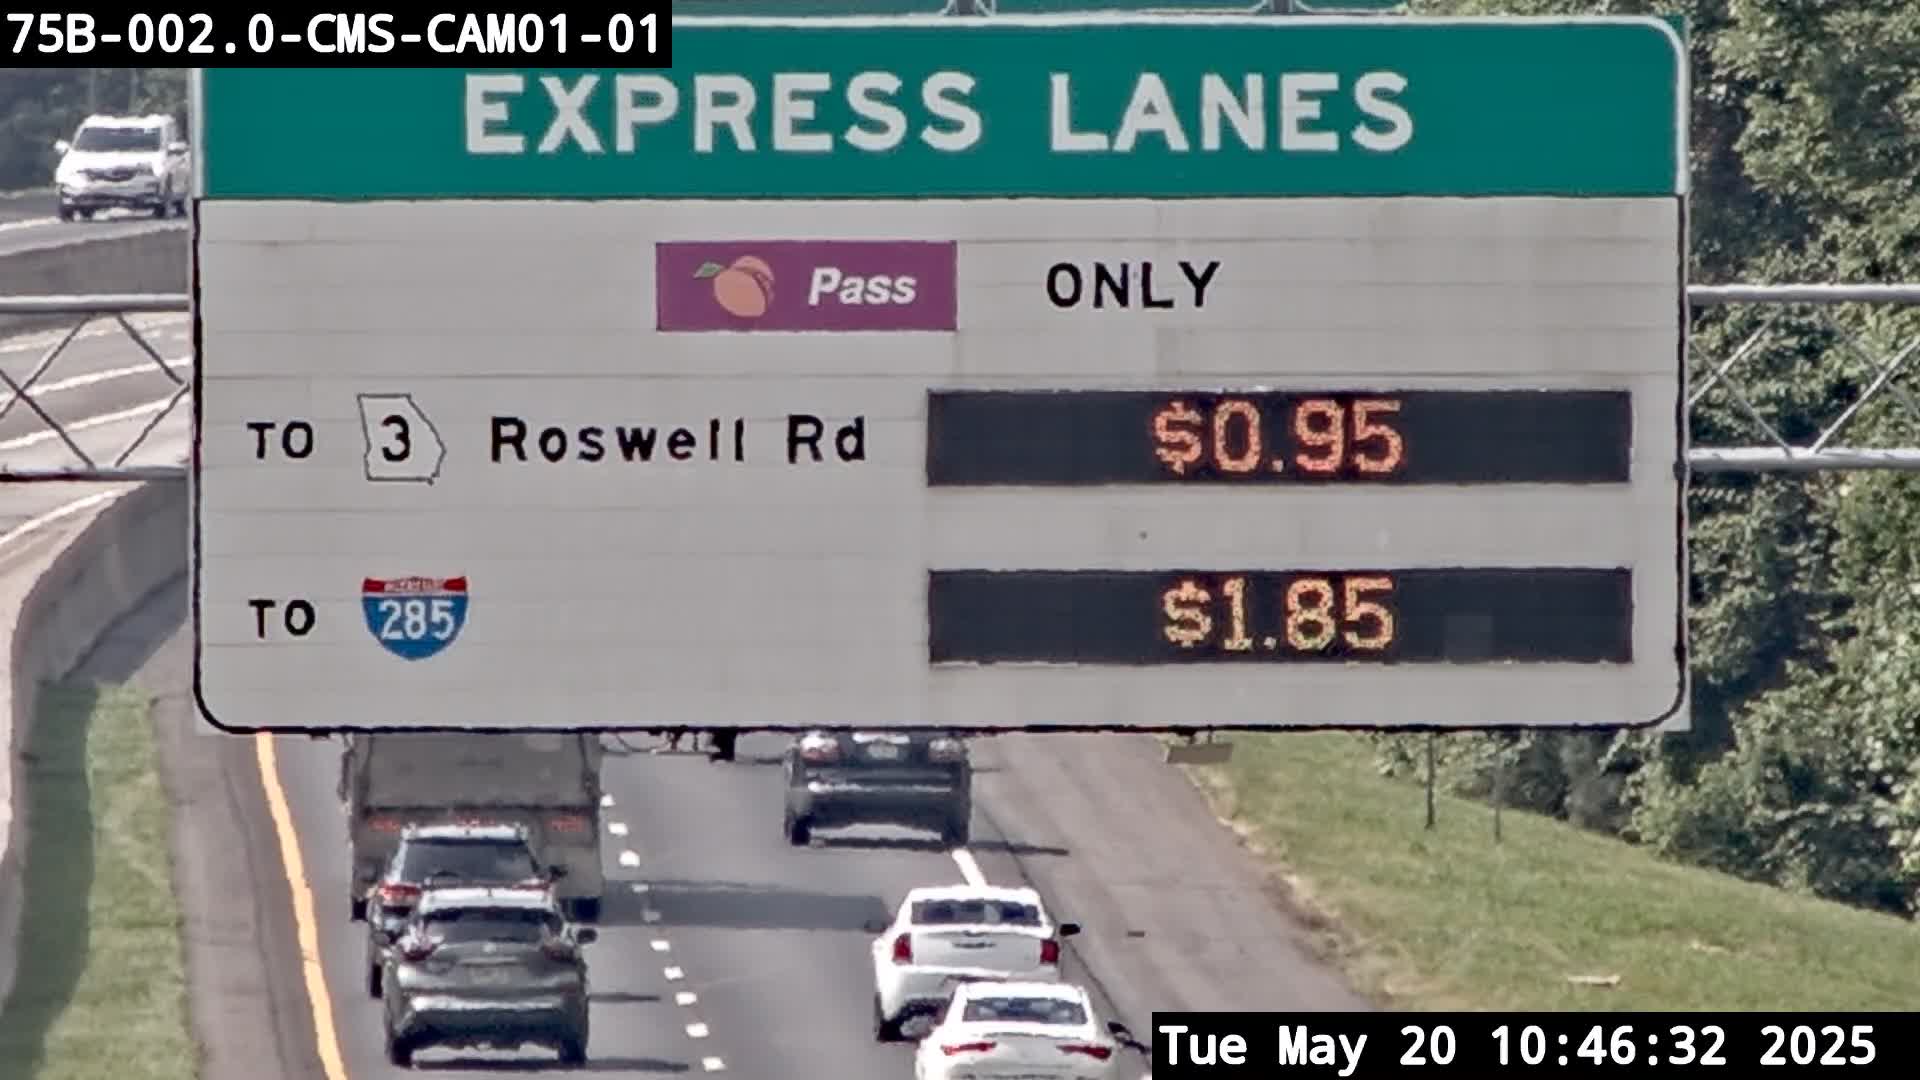 75B-002.0-CMS-CAM01-01
EXPRESS LANES
Pass ONLY
TO 3 Roswell Rd $0.95
TO 285 $1.85
Tue May 20 10:46:32 2025